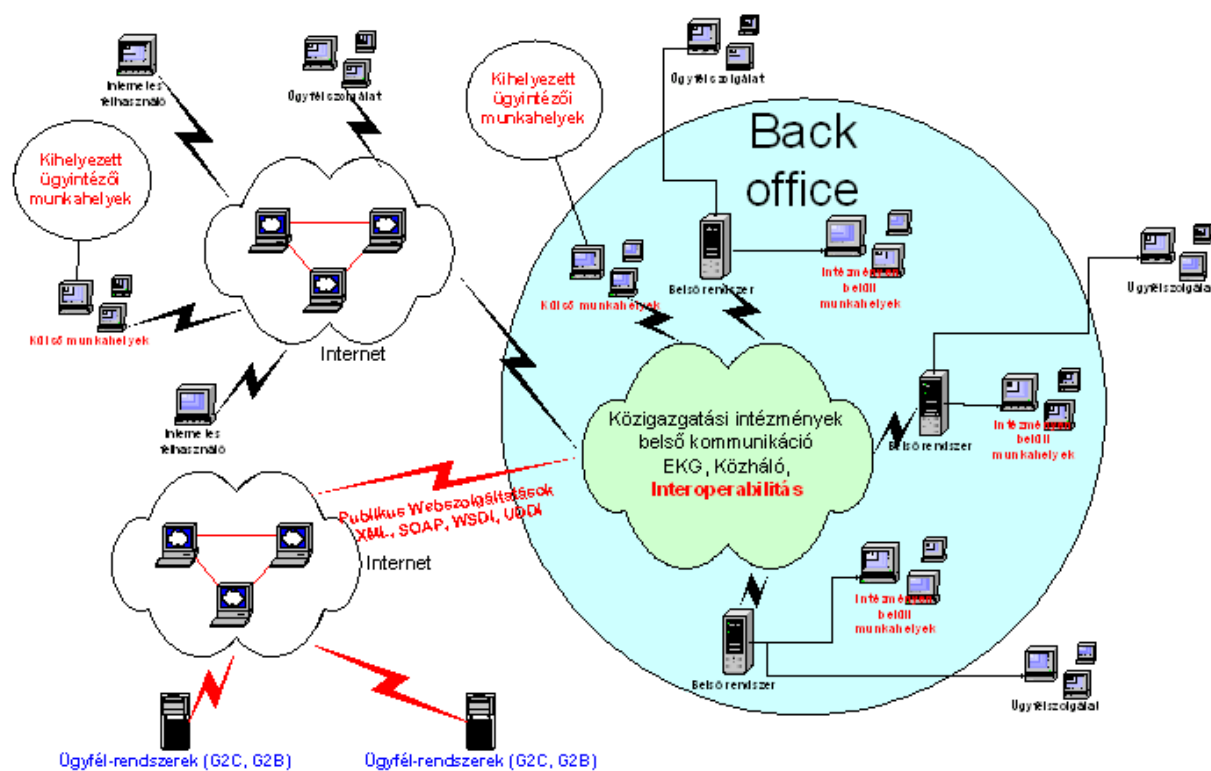 Internetes
felhasználó
Ügyfélszolgálat
Kihelyezett
ügyintézői
munkahelyek
Ügyfélszolgálat
Back
office
Kihelyezett
ügyintézői
munkahelyek
Külső munkahelyek
Internet
Külső munkahelyek
Belső rendszer
Intézményen
belüli
munkahelyek
Ügyfélszolgálat
Internetes
felhasználó
Közigazgatási intézmények
belső kommunikáció
EKG, Közháló,
Interoperabilitás
Belső rendszer
Intézményen
belüli
munkahelyek
Publikus Webszolgáltatások
XML, SOAP, WSDl, UDDI
Internet
Intézményen
belüli
munkahelyek
Belső rendszer
Ügyfélszolgálat
Ügyfél-rendszerek (G2C, G2B)
Ügyfél-rendszerek (G2C, G2B)